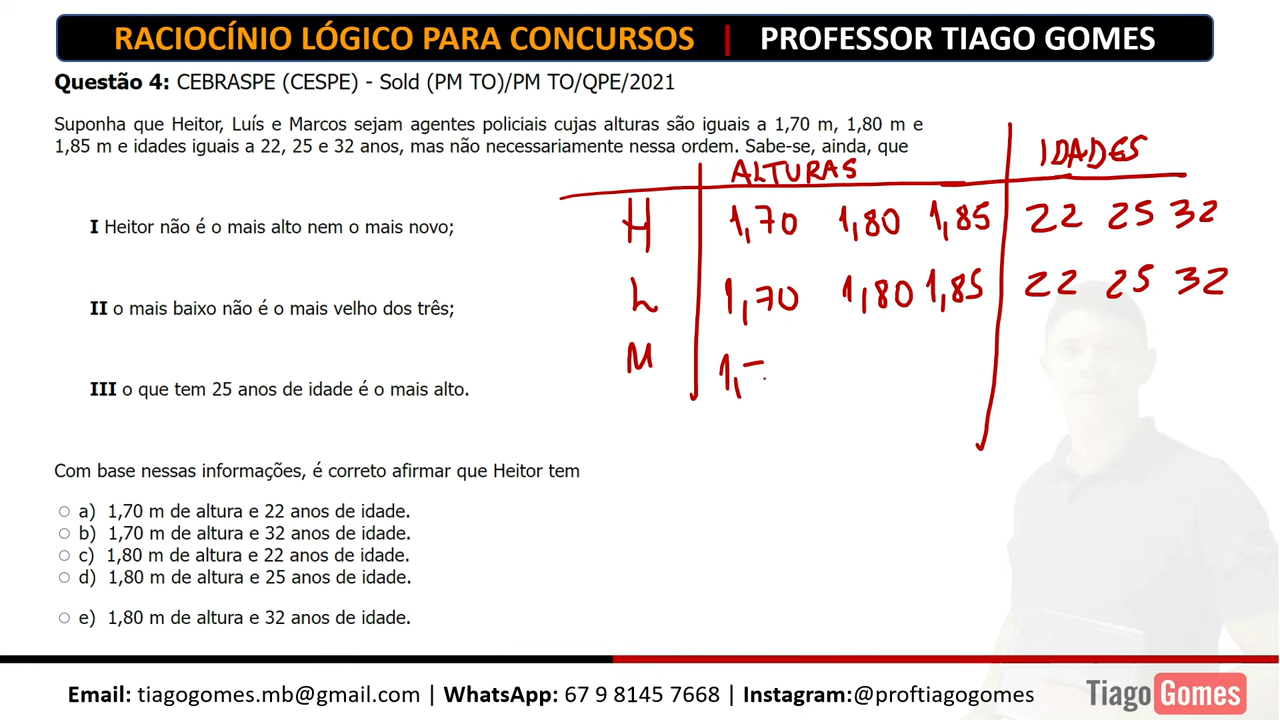 RACIOCÍNIO LÓGICO PARA CONCURSOS | PROFESSOR TIAGO GOMES
Questão 4: CEBRASPE (CESPE) - Sold (PM TO)/PM TO/QPE/2021
Suponha que Heitor, Luís e Marcos sejam agentes policiais cujas alturas são iguais a 1,70 m, 1,80 m e
1,85 m e idades iguais a 22, 25 e 32 anos, mas não necessariamente nessa ordem. Sabe-se, ainda, que
ALTURAS IDADES
H 1,70 1,80 1,85 22 25 32
I Heitor não é o mais alto nem o mais novo;
L 1,70 1,80 1,85 22 25 32
II o mais baixo não é o mais velho dos três;
M 1,
III o que tem 25 anos de idade é o mais alto.
Com base nessas informações, é correto afirmar que Heitor tem
a) 1,70 m de altura e 22 anos de idade.
b) 1,70 m de altura e 32 anos de idade.
c) 1,80 m de altura e 22 anos de idade.
d) 1,80 m de altura e 25 anos de idade.
e) 1,80 m de altura e 32 anos de idade.
Email: tiagogomes.mb@gmail.com | WhatsApp: 67 9 8145 7668 | Instagram:@proftiagogomes
Tiago Gomes